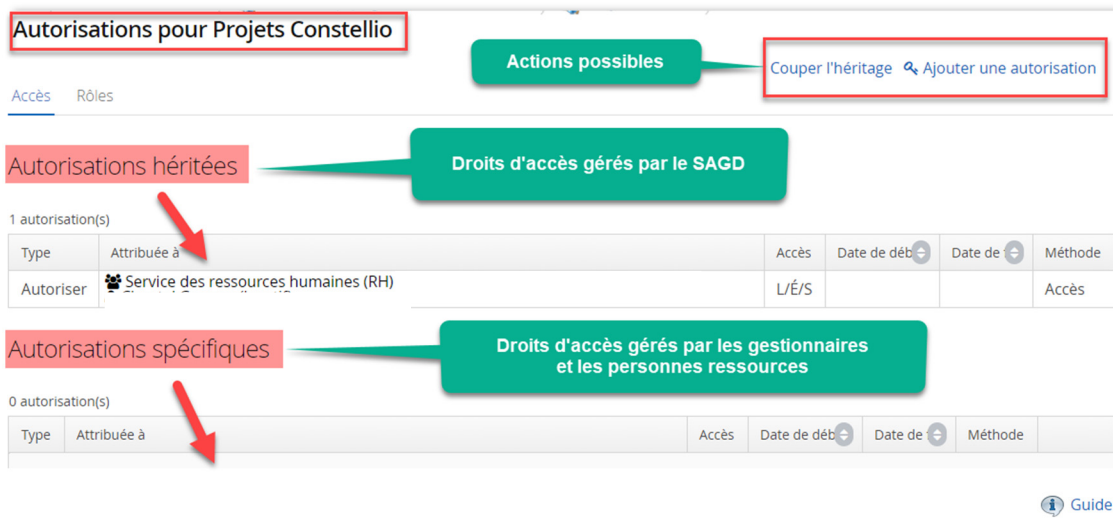 Autorisations pour Projets Constellio
Actions possibles
Couper l'héritage Ajouter une autorisation
Accès Rôles
Autorisations héritées
Droits d'accès gérés par le SAGD
1 autorisation(s)
Type Attribuée à Accès Date de déb Date de Méthode
Autoriser Service des ressources humaines (RH) L/É/S Accès
Autorisations spécifiques
Droits d'accès gérés par les gestionnaires
et les personnes ressources
0 autorisation(s)
Type Attribuée à Accès Date de déb Date de Méthode
Guide